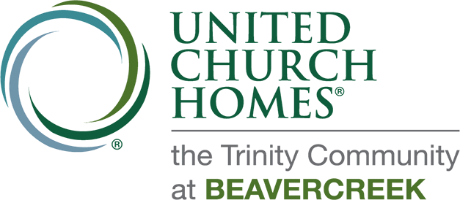 UNITED
CHURCH
HOMES®
®
the Trinity Community
at BEAVERCREEK